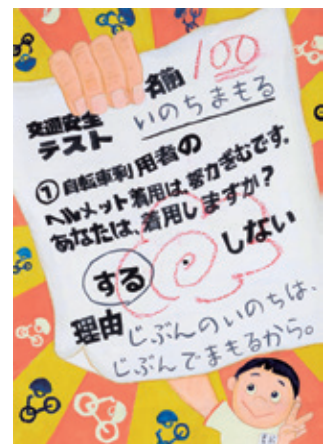 交通安全
テスト
名前
100
いのちまもる
① 自転車利用者の
ヘルメット着用は、努力ぎむです。
あなたは、着用しますか？
する
しない
理由
じぶんのいのちは、
じぶんでまもるから。